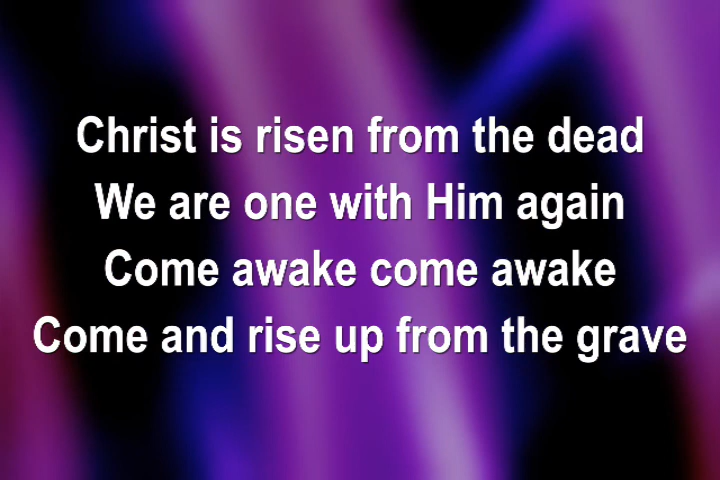 Christ is risen from the dead
We are one with Him again
Come awake come awake
Come and rise up from the grave